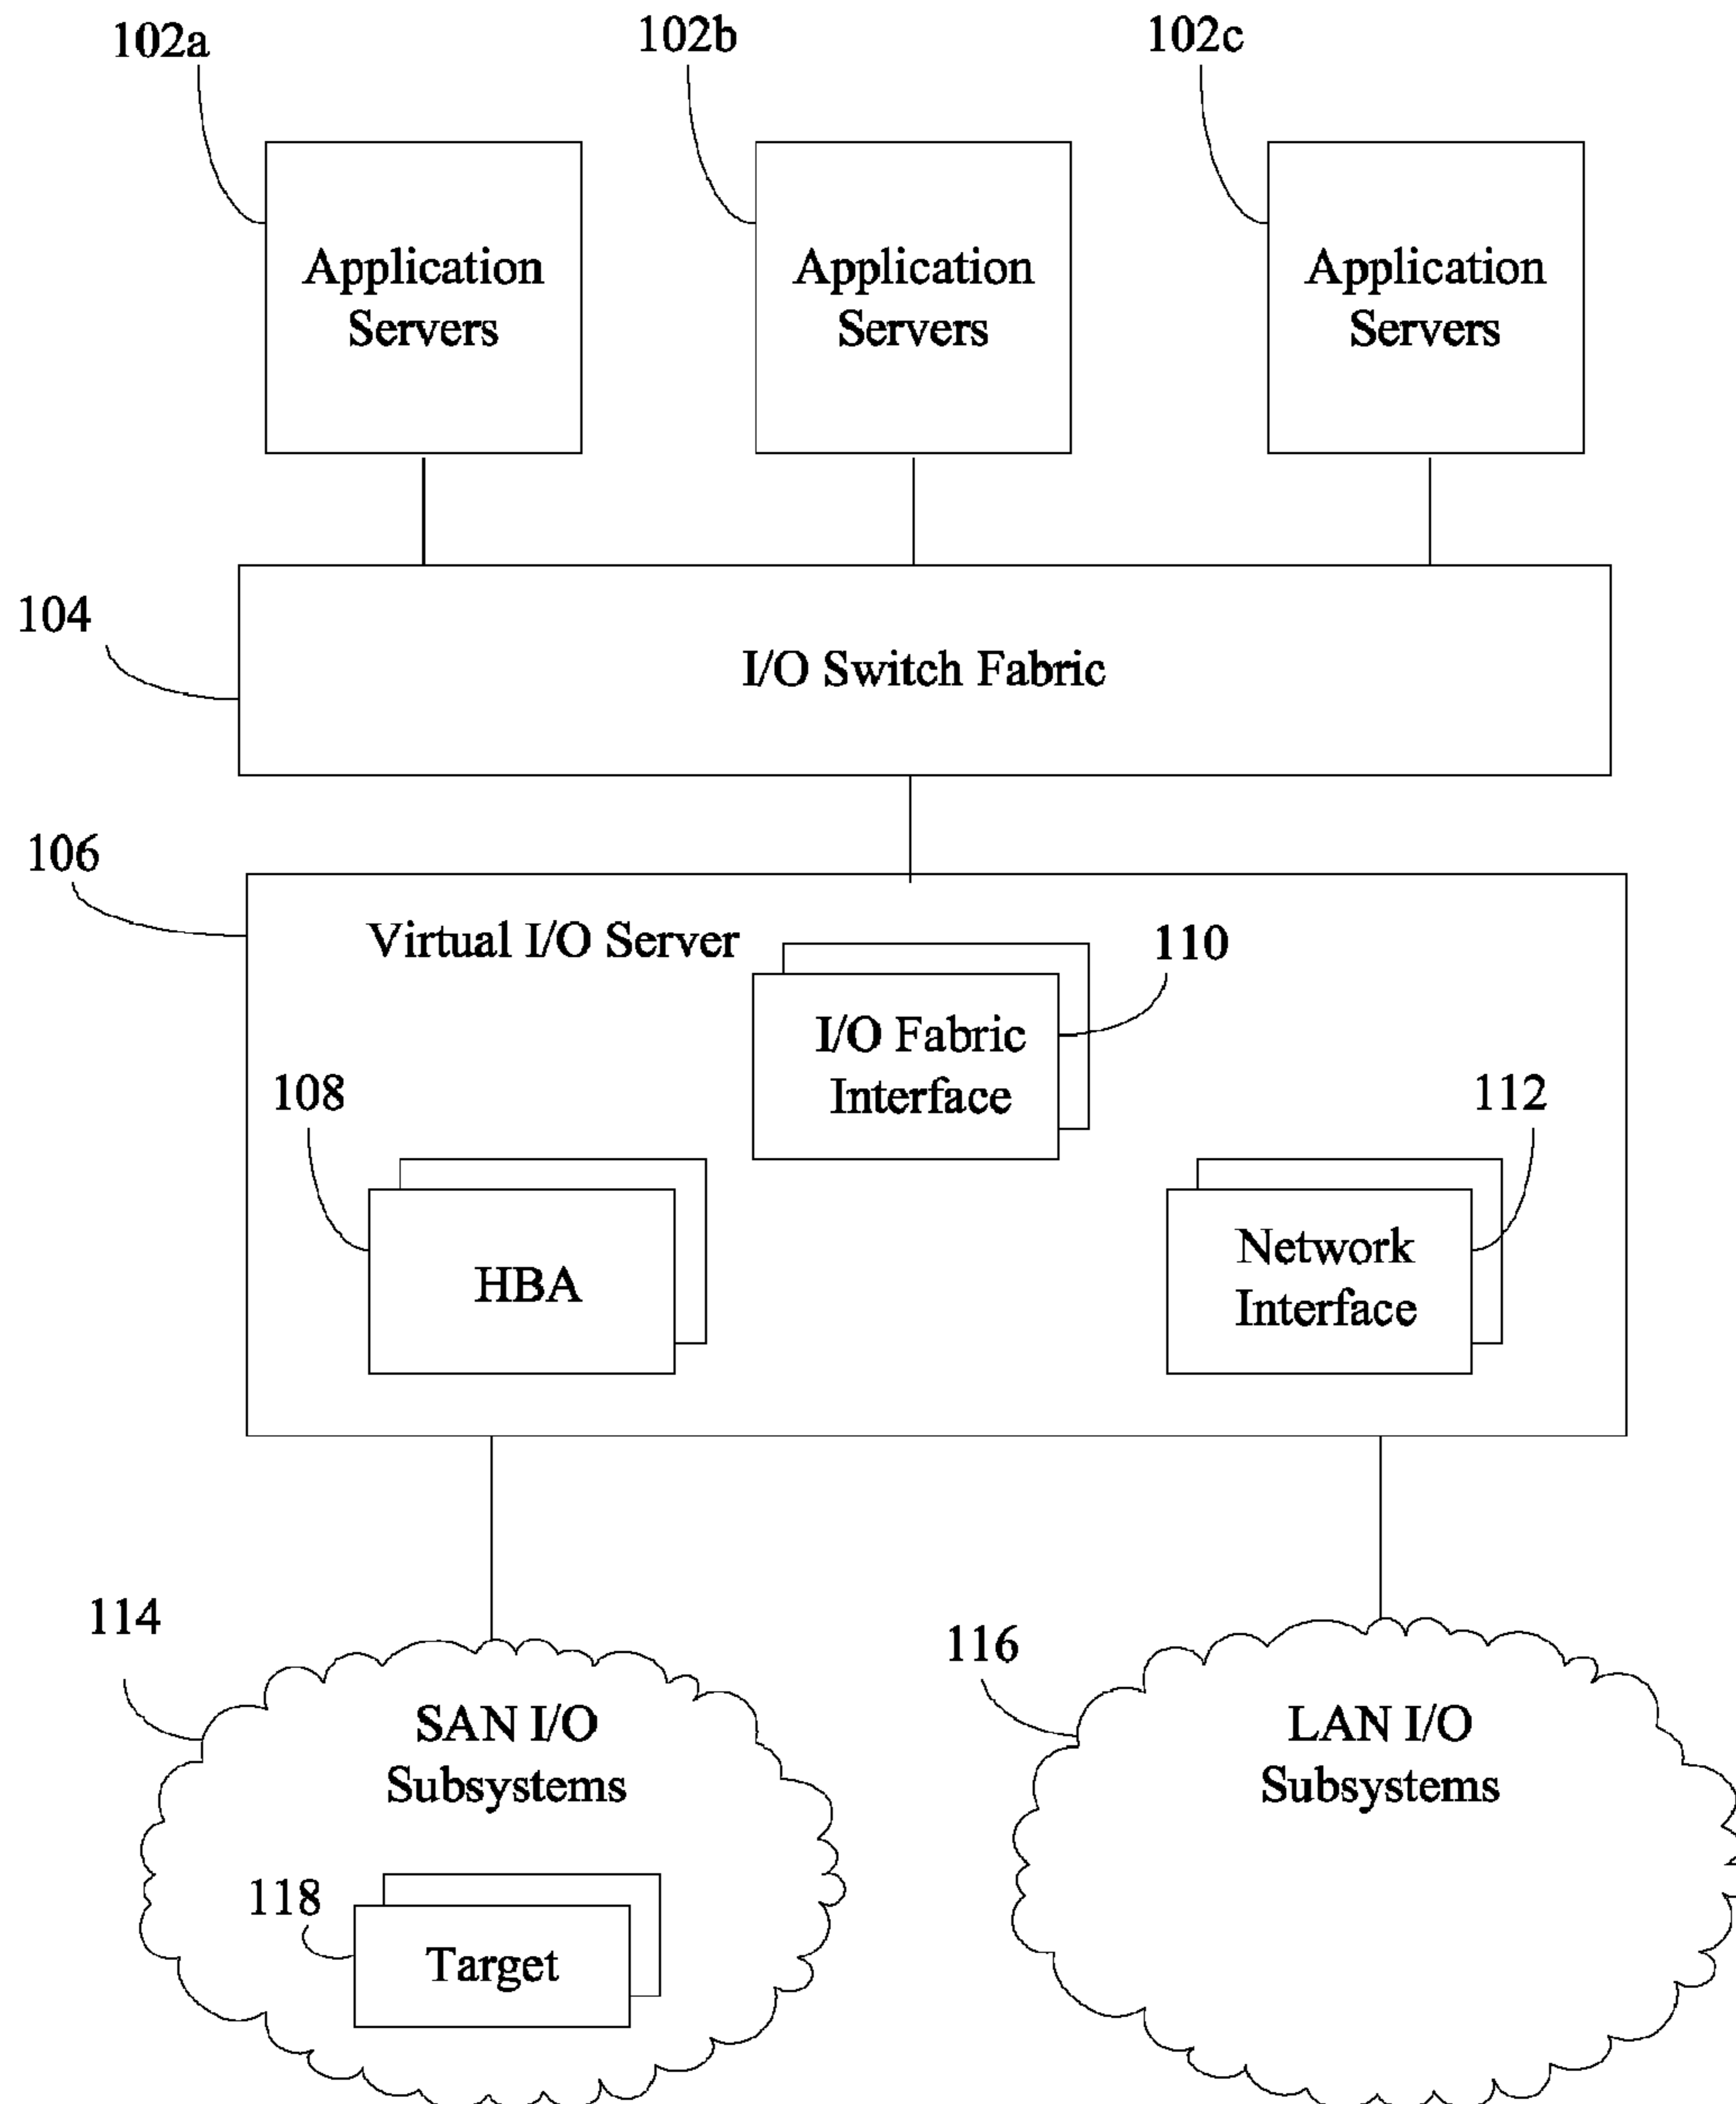 102a
102b
102c
Application
Servers
Application
Servers
Application
Servers
104
I/O Switch Fabric
106
Virtual I/O Server
110
I/O Fabric
Interface
108
112
HBA
Network
Interface
114
116
SAN I/O
Subsystems
LAN I/O
Subsystems
118
Target